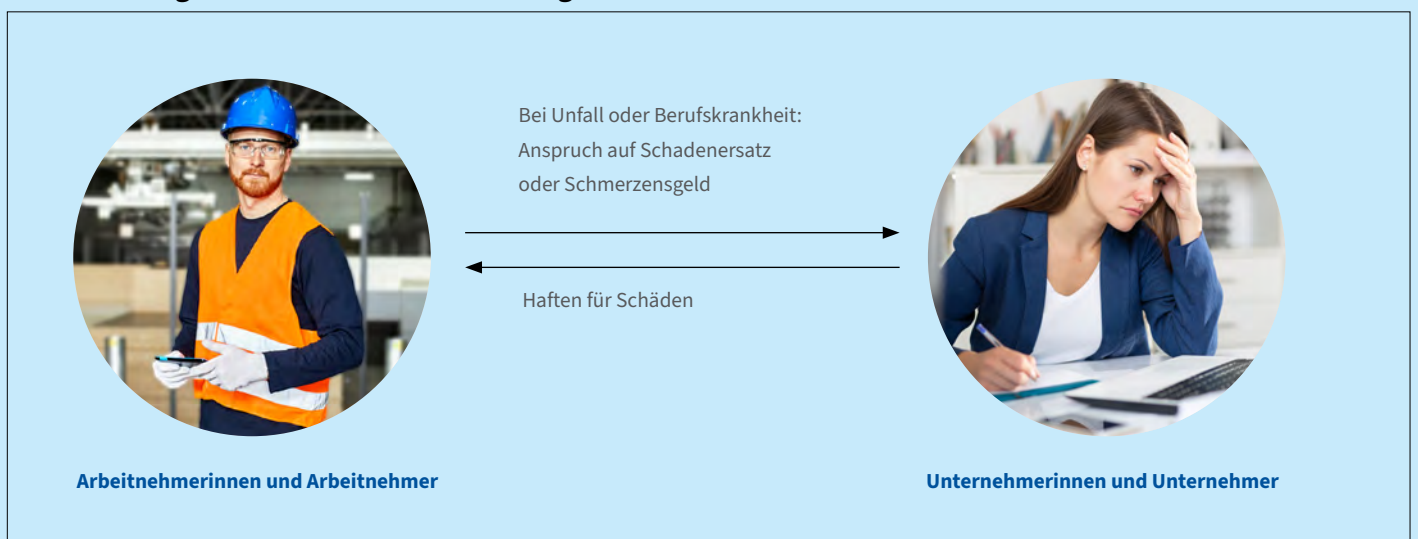 Bei Unfall oder Berufskrankheit:
Anspruch auf Schadenersatz
oder Schmerzensgeld
Haften für Schäden
Arbeitnehmerinnen und Arbeitnehmer
Unternehmerinnen und Unternehmer